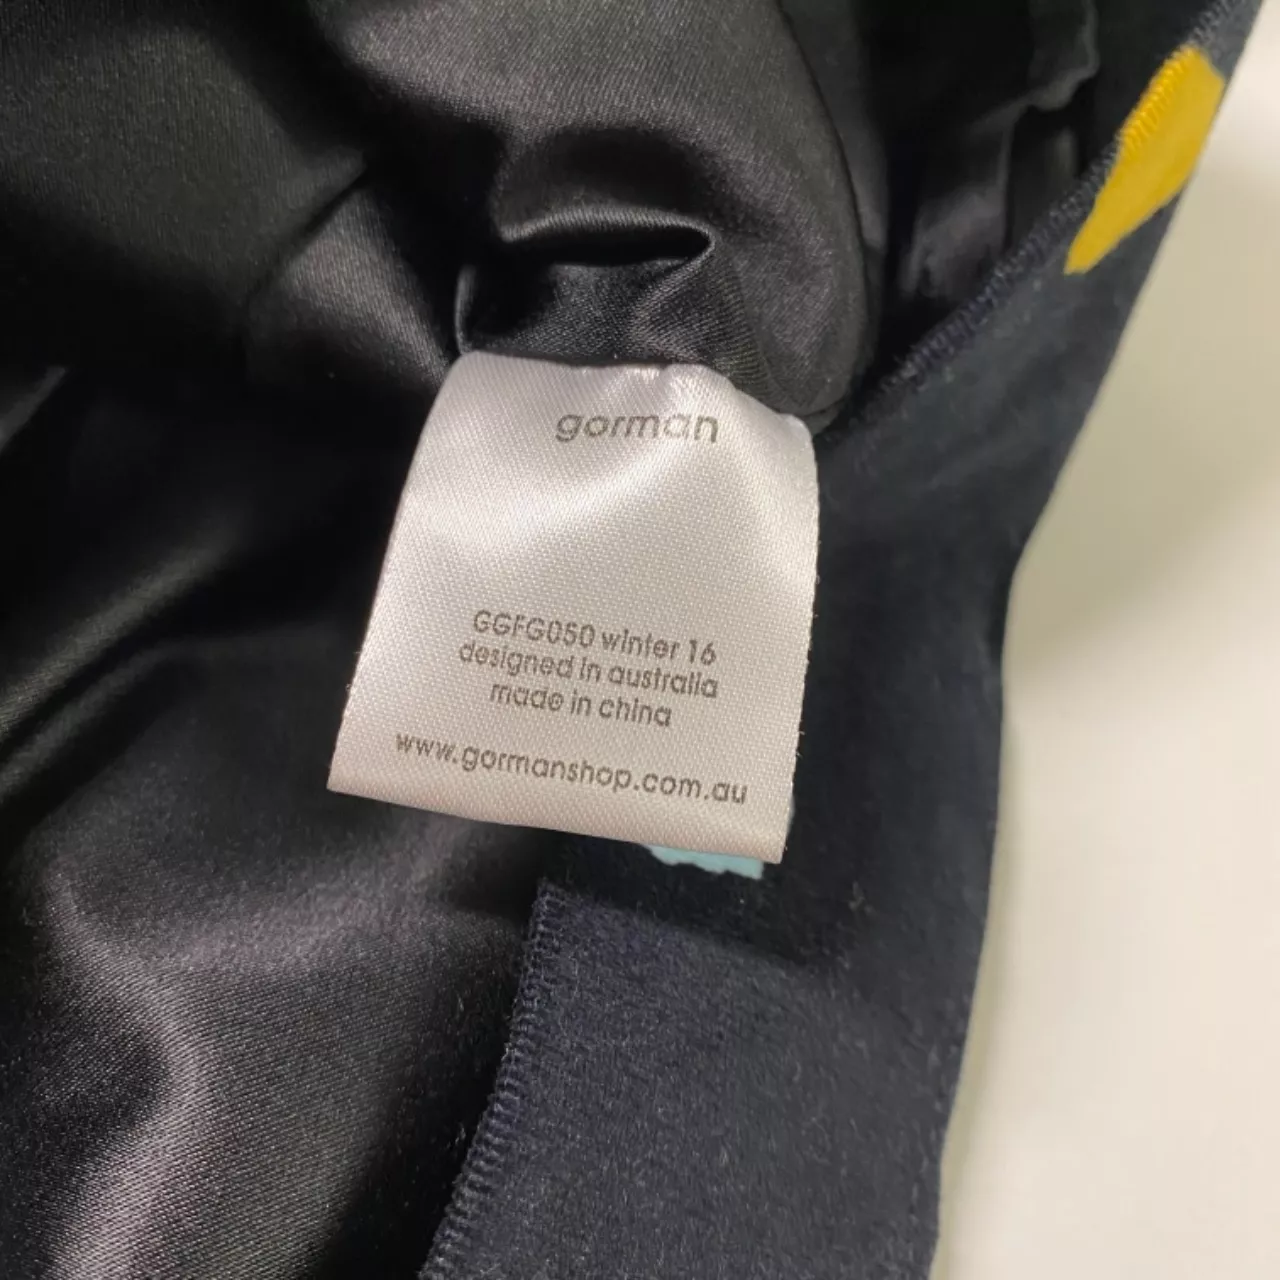 gorman
GGFG050 winter 16
designed in australia
made in china
www.gormanshop.com.au